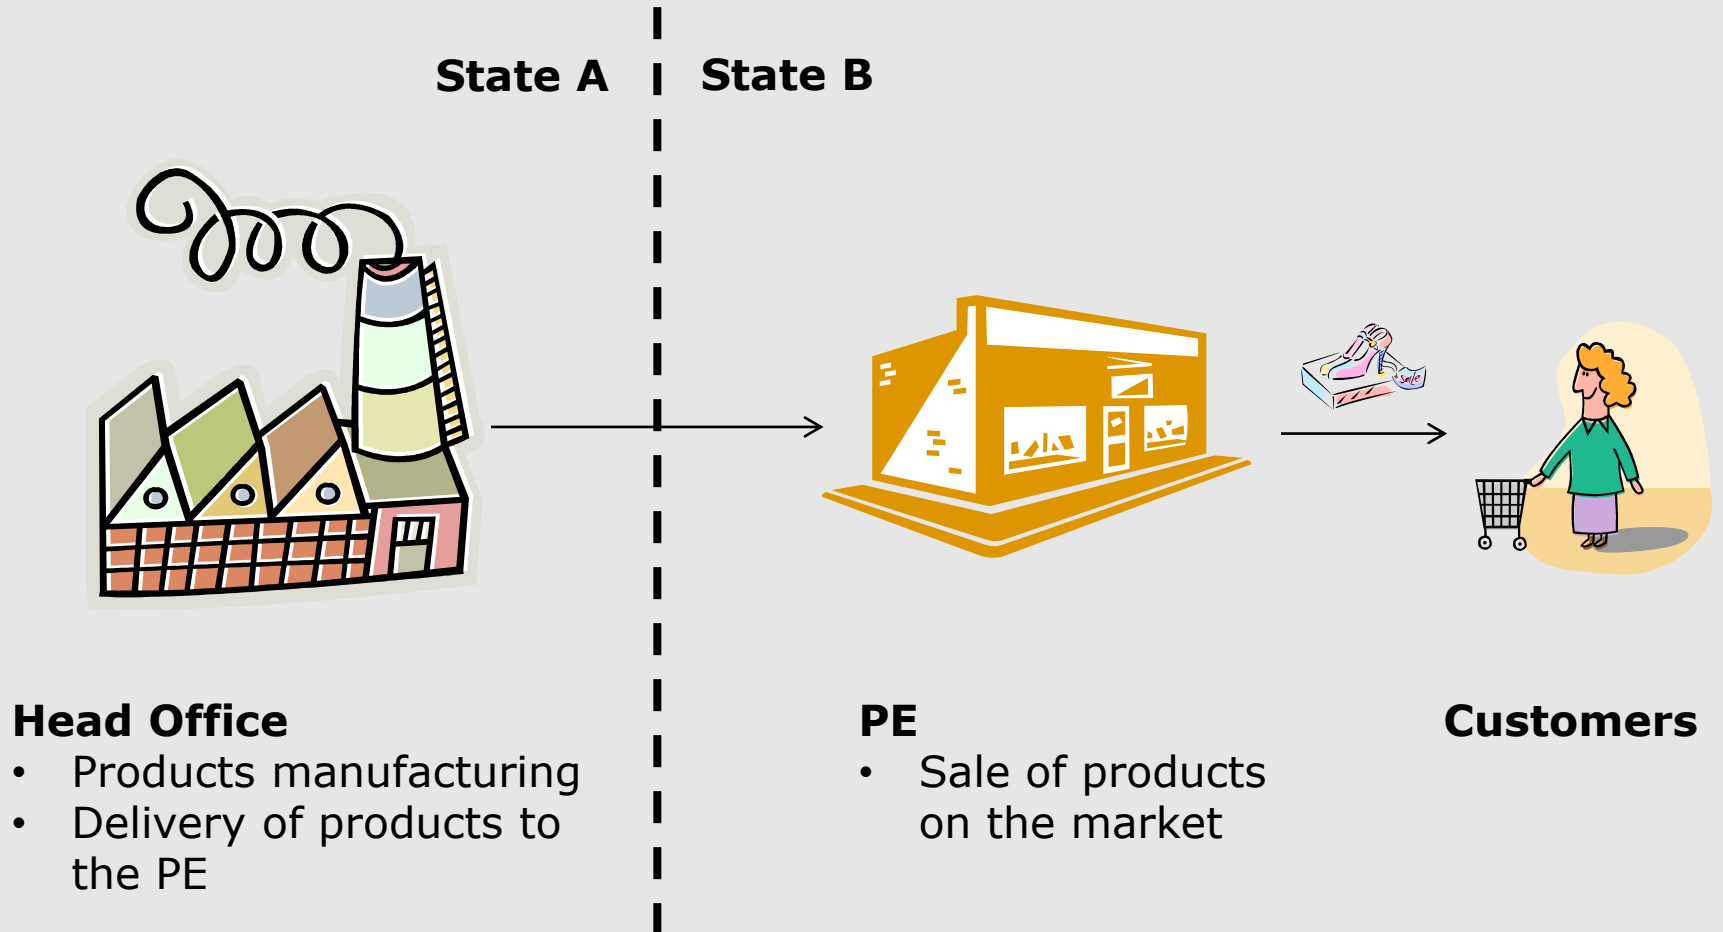 State A
State B
sale
Head Office
• Products manufacturing
• Delivery of products to
the PE
PE
• Sale of products
on the market
Customers